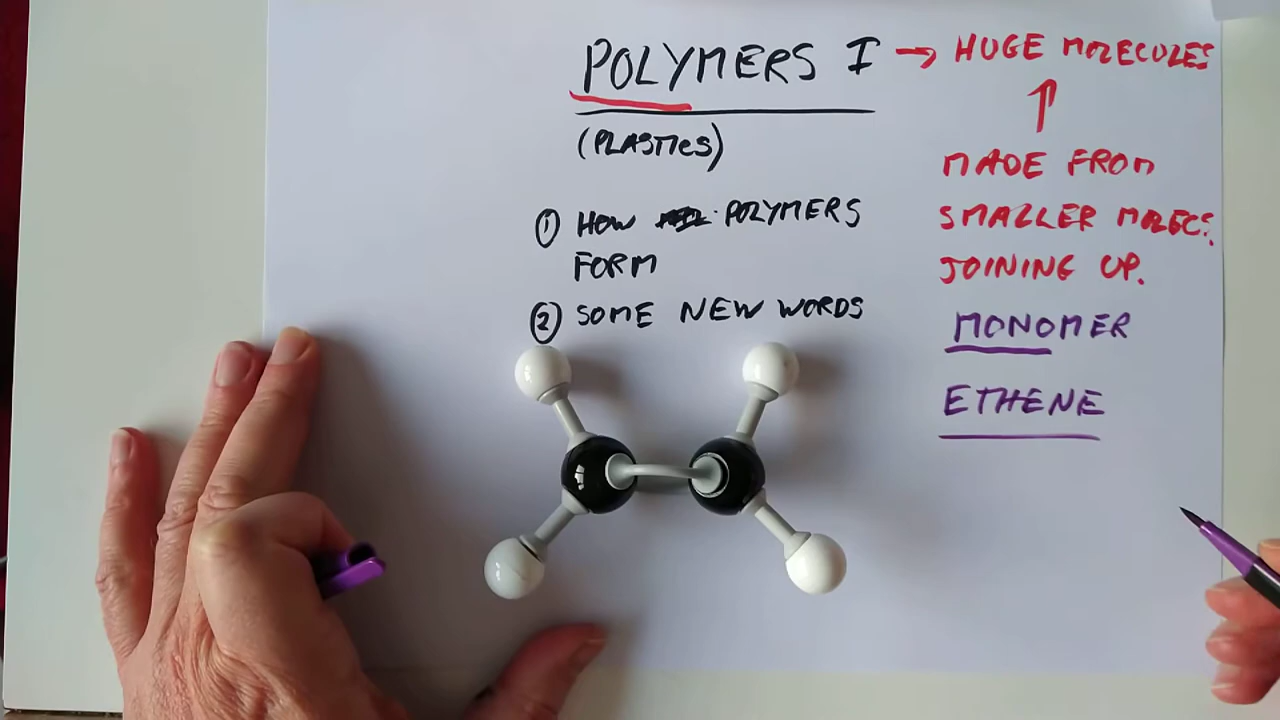 POLYMERS I → HUGE MOLECULES
↑
(PLASTICS)
MADE FROM
SMALLER MOLECS.
JOINING UP.
① HOW POLYMERS
FORM
② SOME NEW WORDS
MONOMER
ETHENE